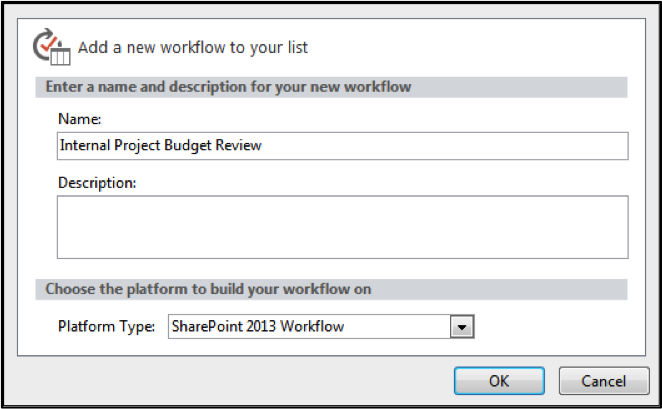 Add a new workflow to your list
Enter a name and description for your new workflow
Name:
Internal Project Budget Review
Description:
Choose the platform to build your workflow on
Platform Type: SharePoint 2013 Workflow
OK Cancel